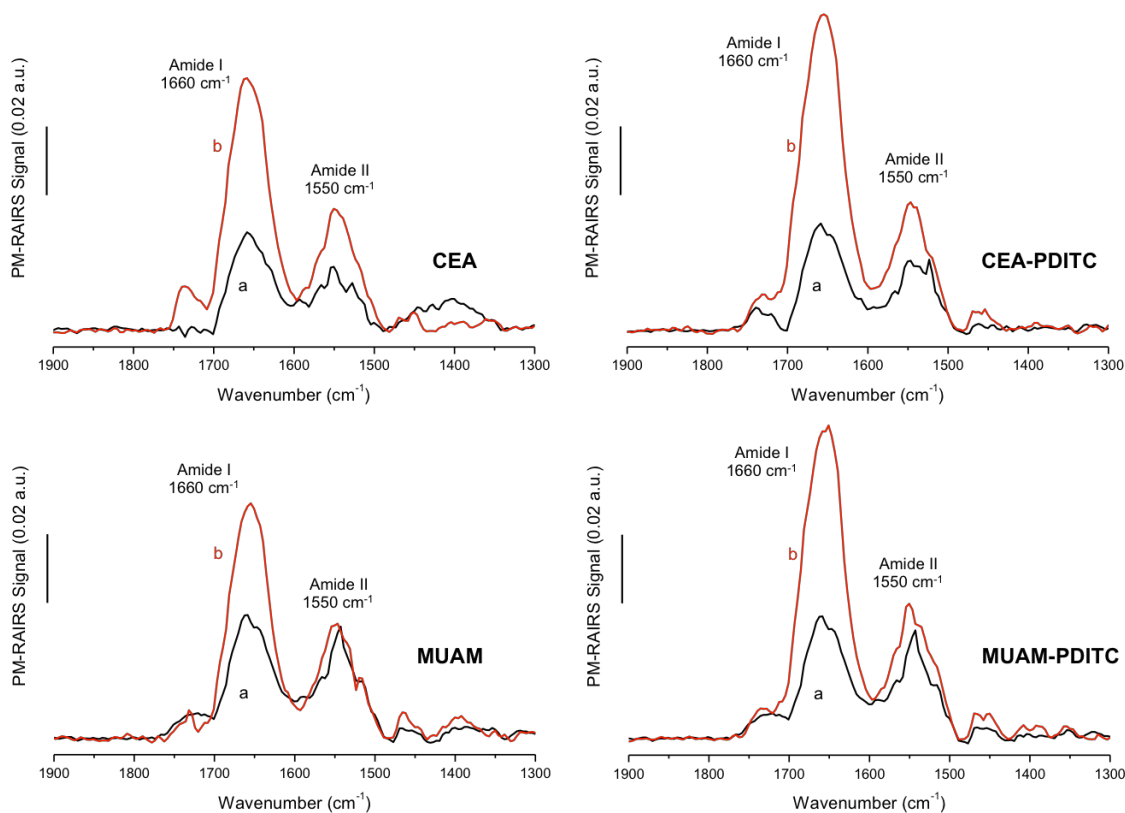 PM-RAIRS Signal (0.02 a.u.)
Amide I
1660 cm-1
b
Amide II
1550 cm-1
a
CEA
1900 1800 1700 1600 1500 1400 1300
Wavenumber (cm-1)
PM-RAIRS Signal (0.02 a.u.)
Amide I
1660 cm-1
b
Amide II
1550 cm-1
a
CEA-PDITC
1900 1800 1700 1600 1500 1400 1300
Wavenumber (cm-1)
PM-RAIRS Signal (0.02 a.u.)
Amide I
1660 cm-1
b
Amide II
1550 cm-1
a
MUAM
1900 1800 1700 1600 1500 1400 1300
Wavenumber (cm-1)
PM-RAIRS Signal (0.02 a.u.)
Amide I
1660 cm-1
b
Amide II
1550 cm-1
a
MUAM-PDITC
1900 1800 1700 1600 1500 1400 1300
Wavenumber (cm-1)